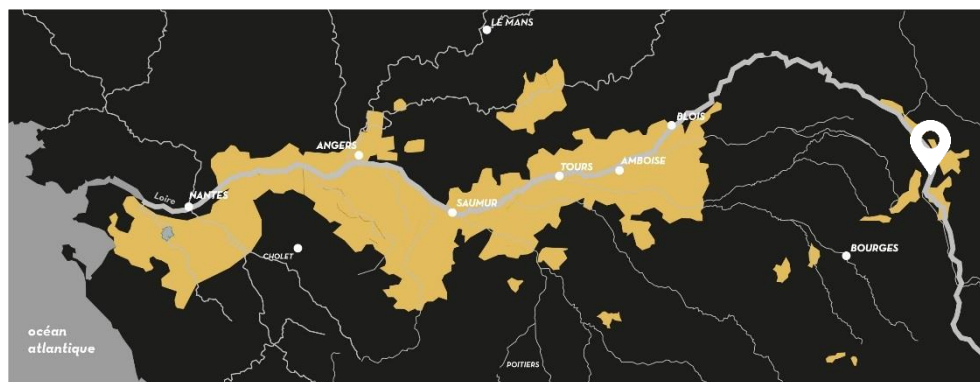 LE MANS
BLOIS
ANGERS
TOURS
AMBOISE
Loire
NANTES
SAUMUR
CHOLET
BOURGES
océan
atlantique
POITIERS